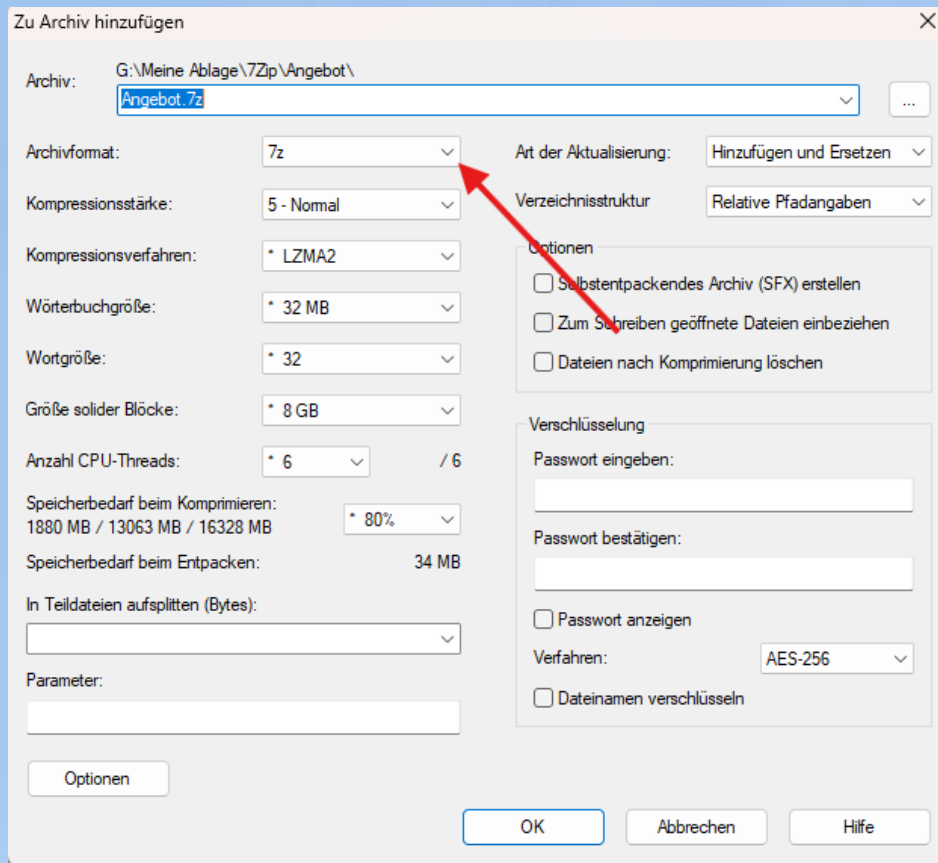 Zu Archiv hinzufügen
Archiv:
G:\Meine Ablage\7Zip\Angebot\
Angebot.7z
...
Archivformat:
7z
Art der Aktualisierung:
Hinzufügen und Ersetzen
Kompressionsstärke:
5 - Normal
Verzeichnisstruktur
Relative Pfadangaben
Kompressionsverfahren:
* LZMA2
Wörterbuchgröße:
* 32 MB
Wortgröße:
* 32
Größe solider Blöcke:
* 8 GB
Anzahl CPU-Threads:
* 6
/ 6
Speicherbedarf beim Komprimieren:
1880 MB / 13063 MB / 16328 MB
* 80%
Speicherbedarf beim Entpacken:
34 MB
In Teildateien aufsplitten (Bytes):
Parameter:
Optionen
Optionen
Selbstentpackendes Archiv (SFX) erstellen
Zum Schreiben geöffnete Dateien einbeziehen
Dateien nach Komprimierung löschen
Verschlüsselung
Passwort eingeben:
Passwort bestätigen:
Passwort anzeigen
Verfahren:
AES-256
Dateinamen verschlüsseln
OK
Abbrechen
Hilfe